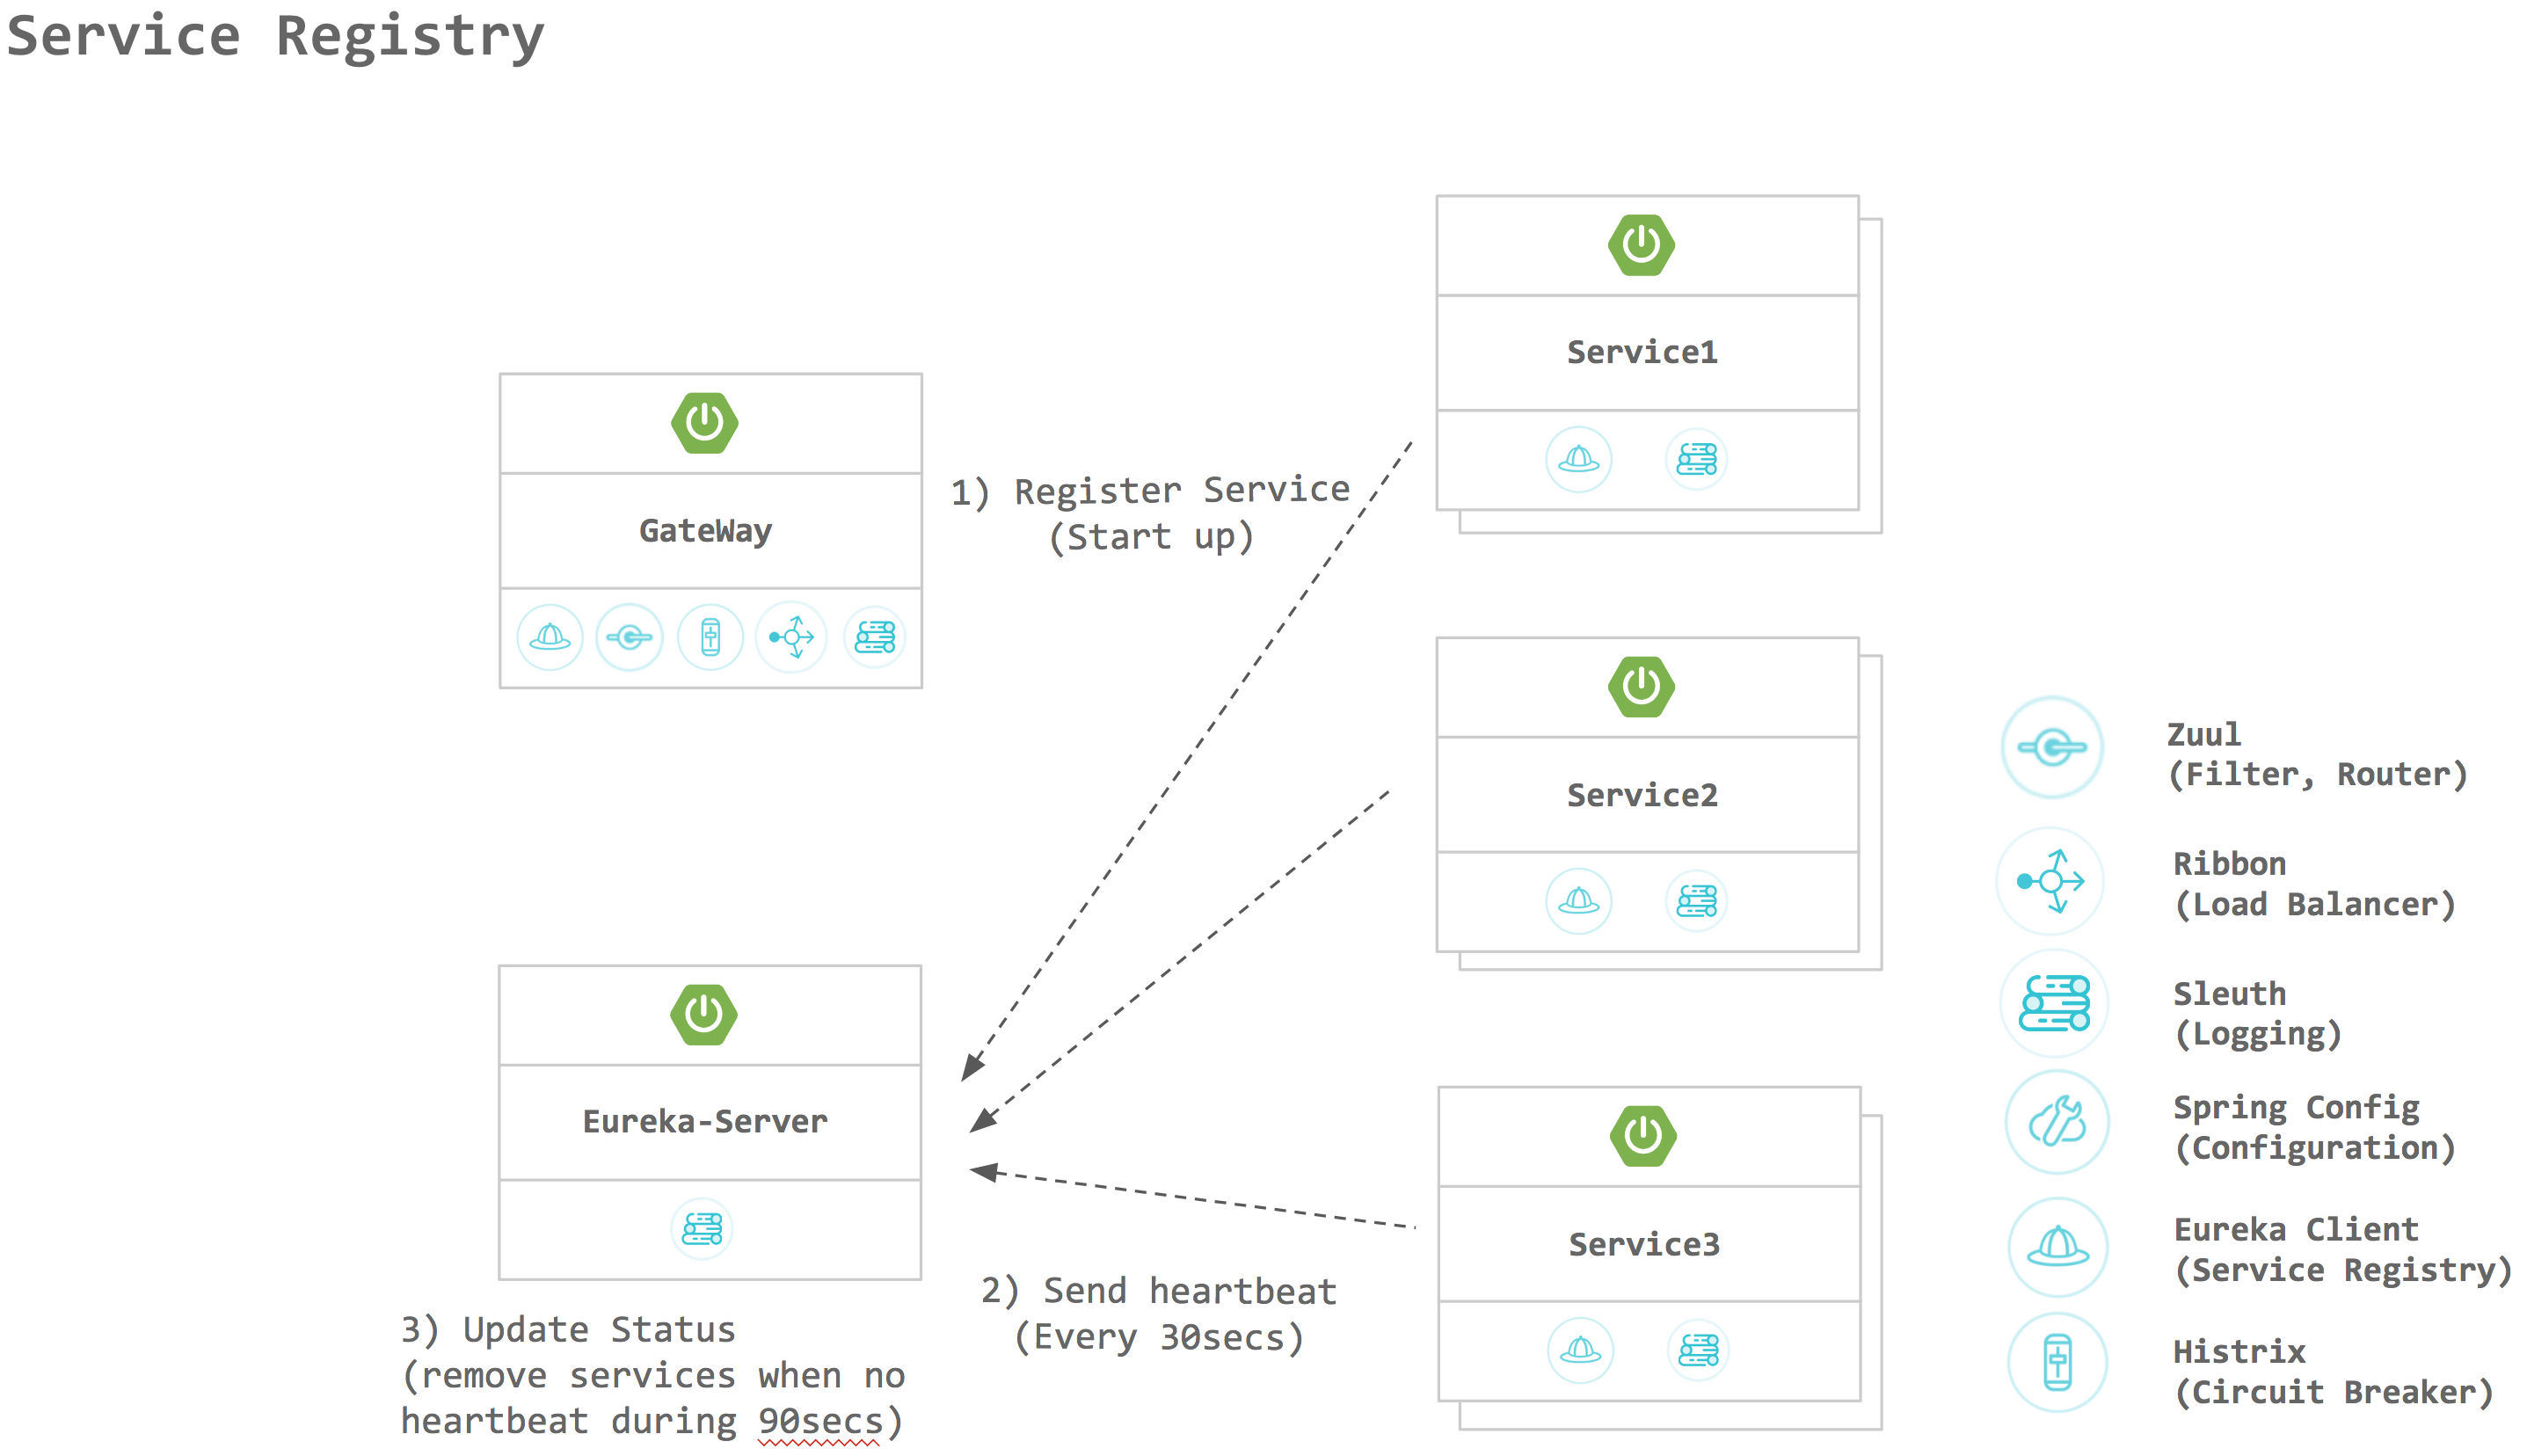 Service Registry
Service1
GateWay
1) Register Service
(Start up)
Service2
Zuul
(Filter, Router)
Ribbon
(Load Balancer)
Sleuth
(Logging)
Eureka-Server
Spring Config
(Configuration)
Service3
Eureka Client
(Service Registry)
2) Send heartbeat
(Every 30secs)
3) Update Status
(remove services when no
heartbeat during 90secs)
Histrix
(Circuit Breaker)